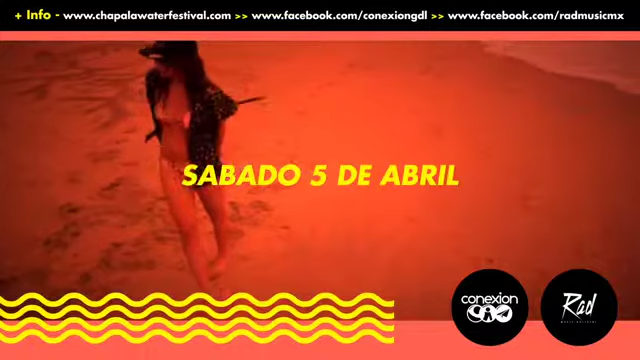 + Info - www.chapalawaterfestival.com >> www.facebook.com/conexiongdl >> www.facebook.com/radmusicmx
SABADO 5 DE ABRIL
conexion
Rad